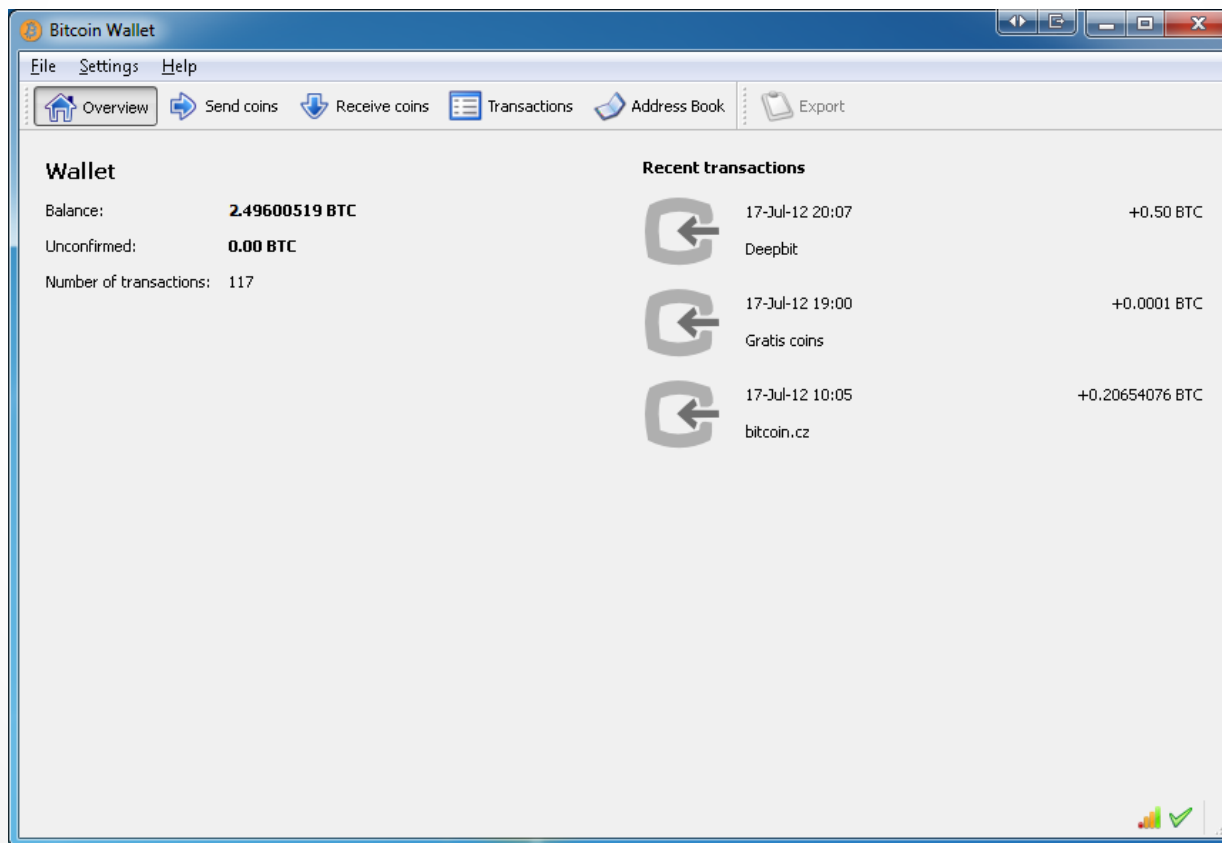 Bitcoin Wallet
File Settings Help
Overview Send coins Receive coins Transactions Address Book Export
Wallet
Balance: 2.49600519 BTC
Unconfirmed: 0.00 BTC
Number of transactions: 117
Recent transactions
17-Jul-12 20:07 +0.50 BTC
Deepbit
17-Jul-12 19:00 +0.0001 BTC
Gratis coins
17-Jul-12 10:05 +0.20654076 BTC
bitcoin.cz